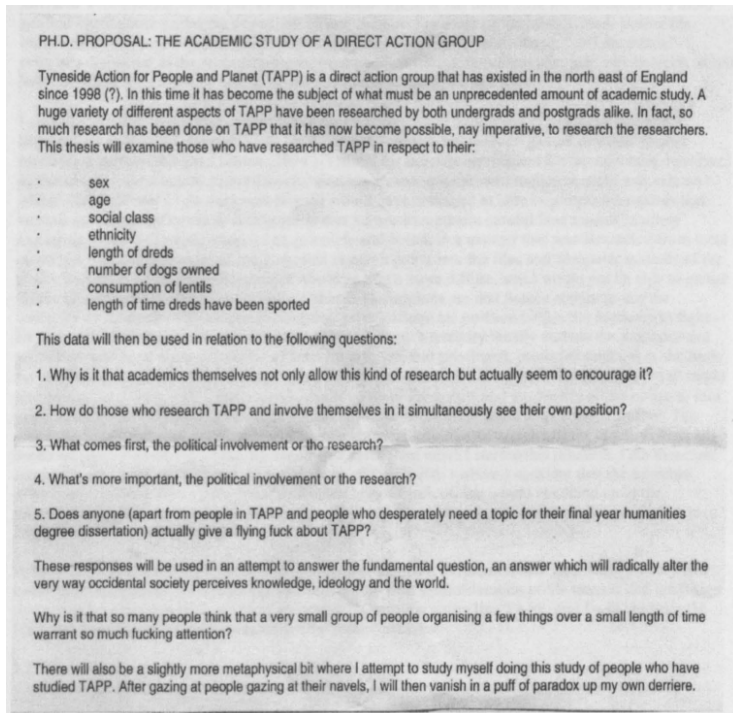 PH.D. PROPOSAL: THE ACADEMIC STUDY OF A DIRECT ACTION GROUP
Tyneside Action for People and Planet (TAPP) is a direct action group that has existed in the north east of England
since 1998 (?). In this time it has become the subject of what must be an unprecedented amount of academic study. A
huge variety of different aspects of TAPP have been researched by both undergrads and postgrads alike. In fact, so
much research has been done on TAPP that it has now become possible, nay imperative, to research the researchers.
This thesis will examine those who have researched TAPP in respect to their:
· sex
· age
· social class
· ethnicity
· length of dreds
· number of dogs owned
· consumption of lentils
· length of time dreds have been sported
This data will then be used in relation to the following questions:
1. Why is it that academics themselves not only allow this kind of research but actually seem to encourage it?
2. How do those who research TAPP and involve themselves in it simultaneously see their own position?
3. What comes first, the political involvement or the research?
4. What's more important, the political involvement or the research?
5. Does anyone (apart from people in TAPP and people who desperately need a topic for their final year humanities
degree dissertation) actually give a flying fuck about TAPP?
These responses will be used in an attempt to answer the fundamental question, an answer which will radically alter the
very way occidental society perceives knowledge, ideology and the world.
Why is it that so many people think that a very small group of people organising a few things over a small length of time
warrant so much fucking attention?
There will also be a slightly more metaphysical bit where I attempt to study myself doing this study of people who have
studied TAPP. After gazing at people gazing at their navels, I will then vanish in a puff of paradox up my own derriere.